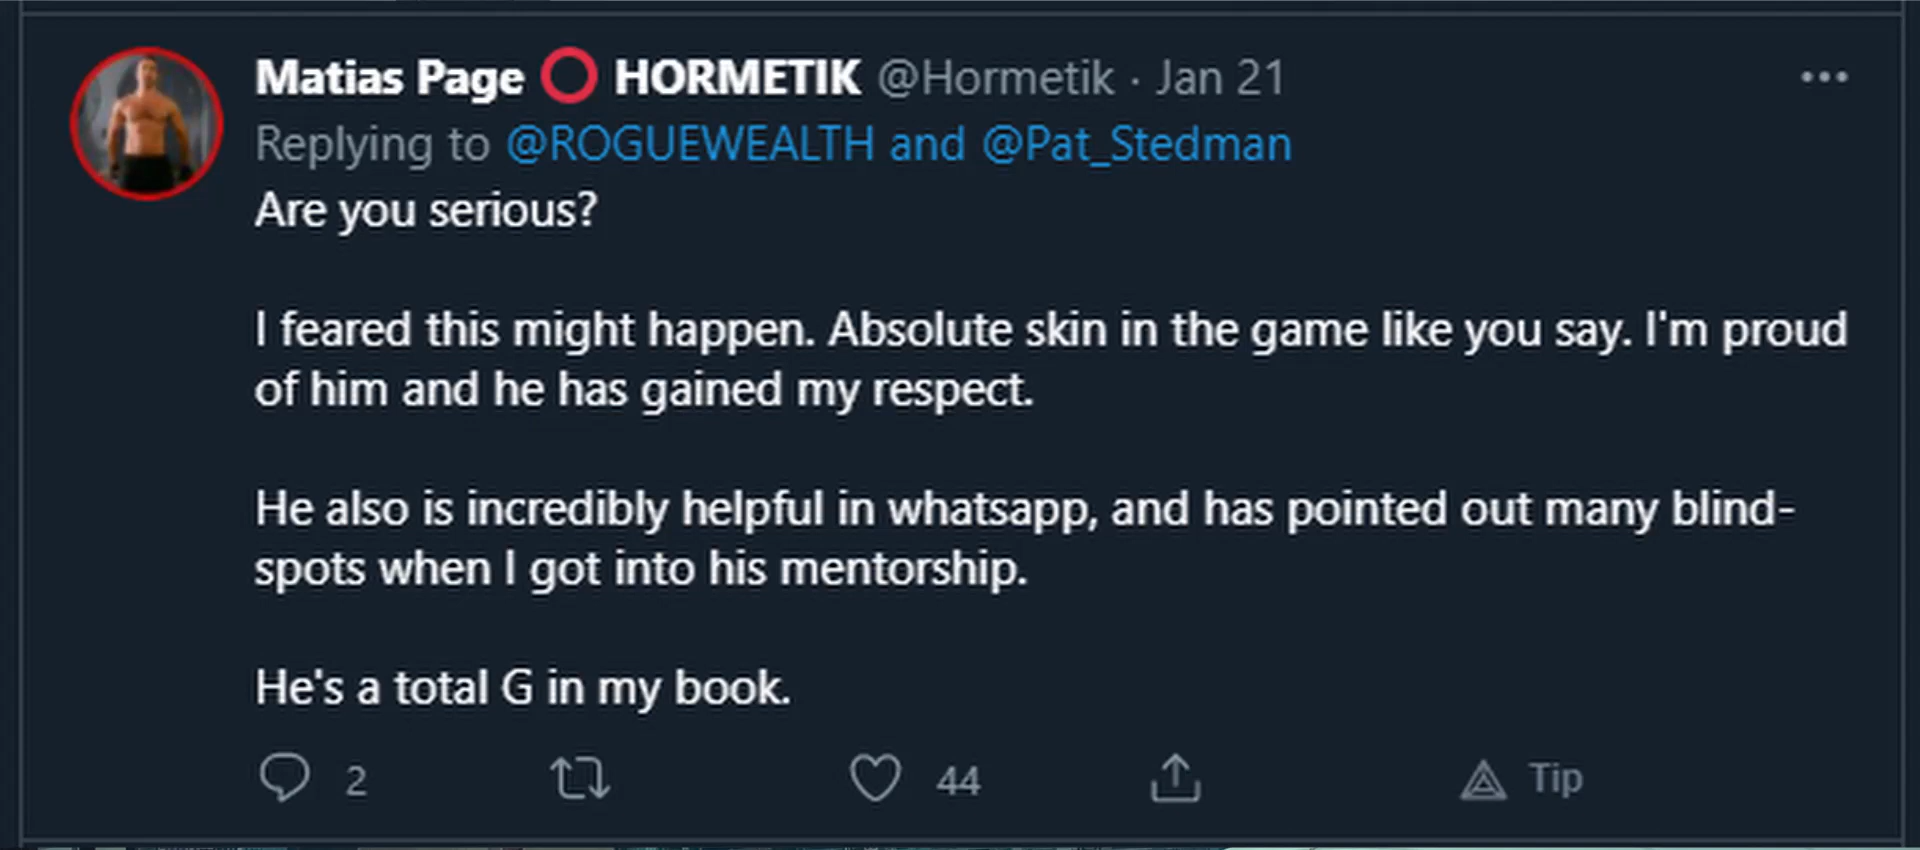 Matias Page ⭕ HORMETIK @Hormetik · Jan 21
Replying to @ROGUEWEALTH and @Pat_Stedman
Are you serious?
I feared this might happen. Absolute skin in the game like you say. I'm proud
of him and he has gained my respect.
He also is incredibly helpful in whatsapp, and has pointed out many blind-
spots when I got into his mentorship.
He's a total G in my book.
2 44 Tip